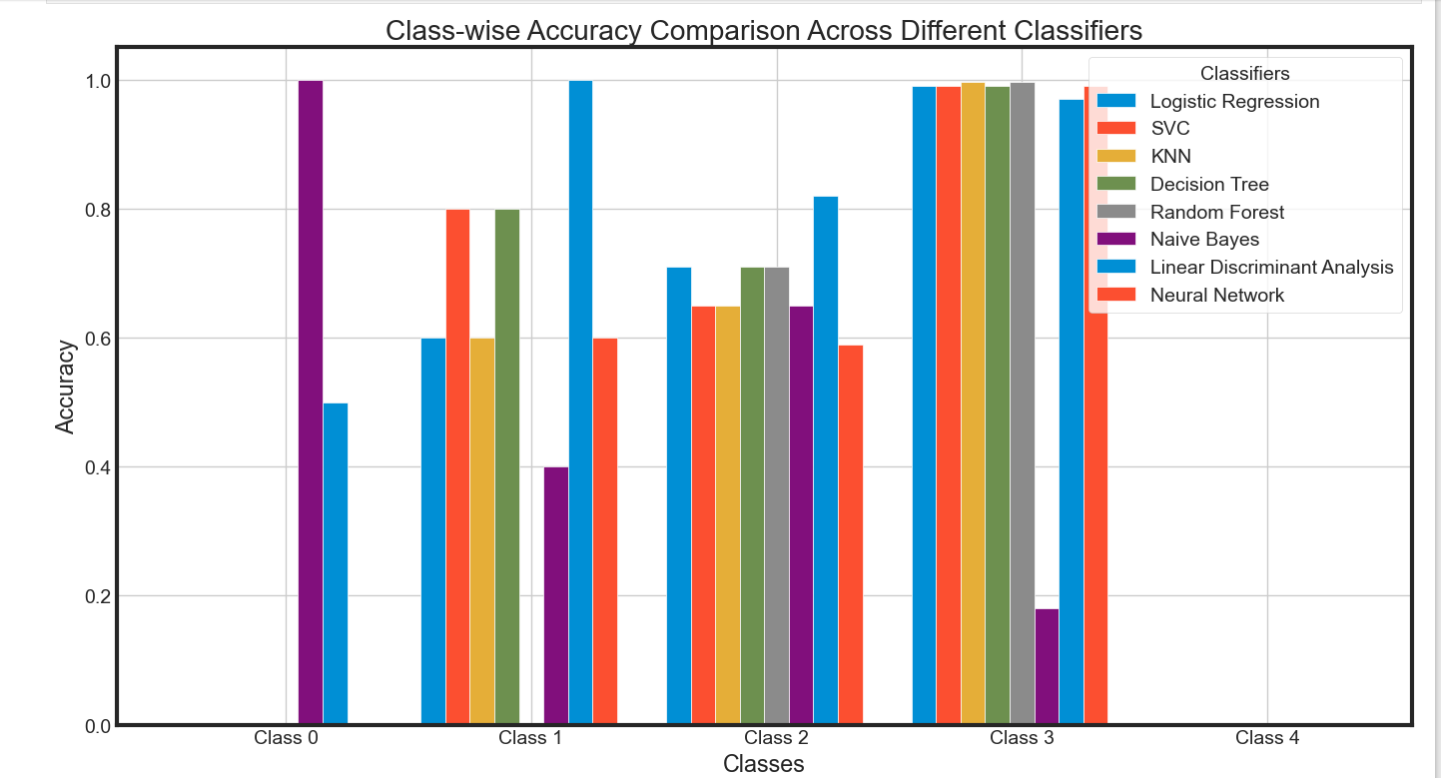 Class-wise Accuracy Comparison Across Different Classifiers
Classifiers
Logistic Regression
SVC
KNN
Decision Tree
Random Forest
Naive Bayes
Linear Discriminant Analysis
Neural Network
Accuracy
1.0
0.8
0.6
0.4
0.2
0.0
Class 0 Class 1 Class 2 Class 3 Class 4
Classes